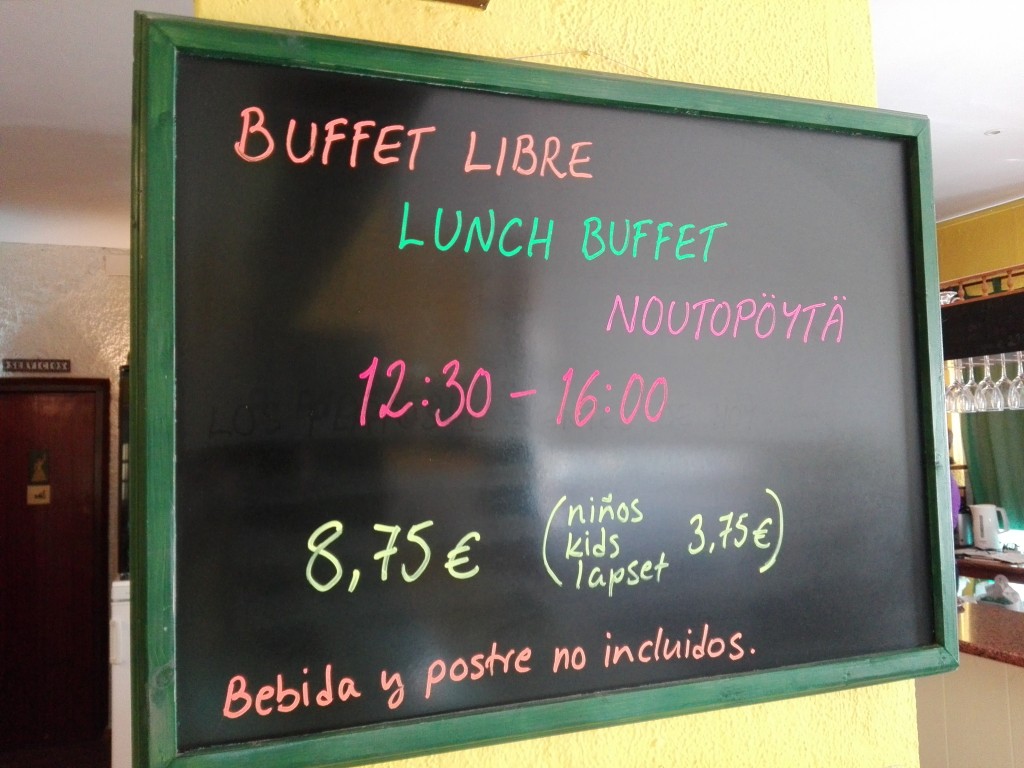 BUFFET LIBRE
LUNCH BUFFET
NOUTOPÖYTÄ
12:30 - 16:00
8,75€ (niños
kids
lapset 3,75€)
Bebida y postre no incluidos.
SERVICIOS